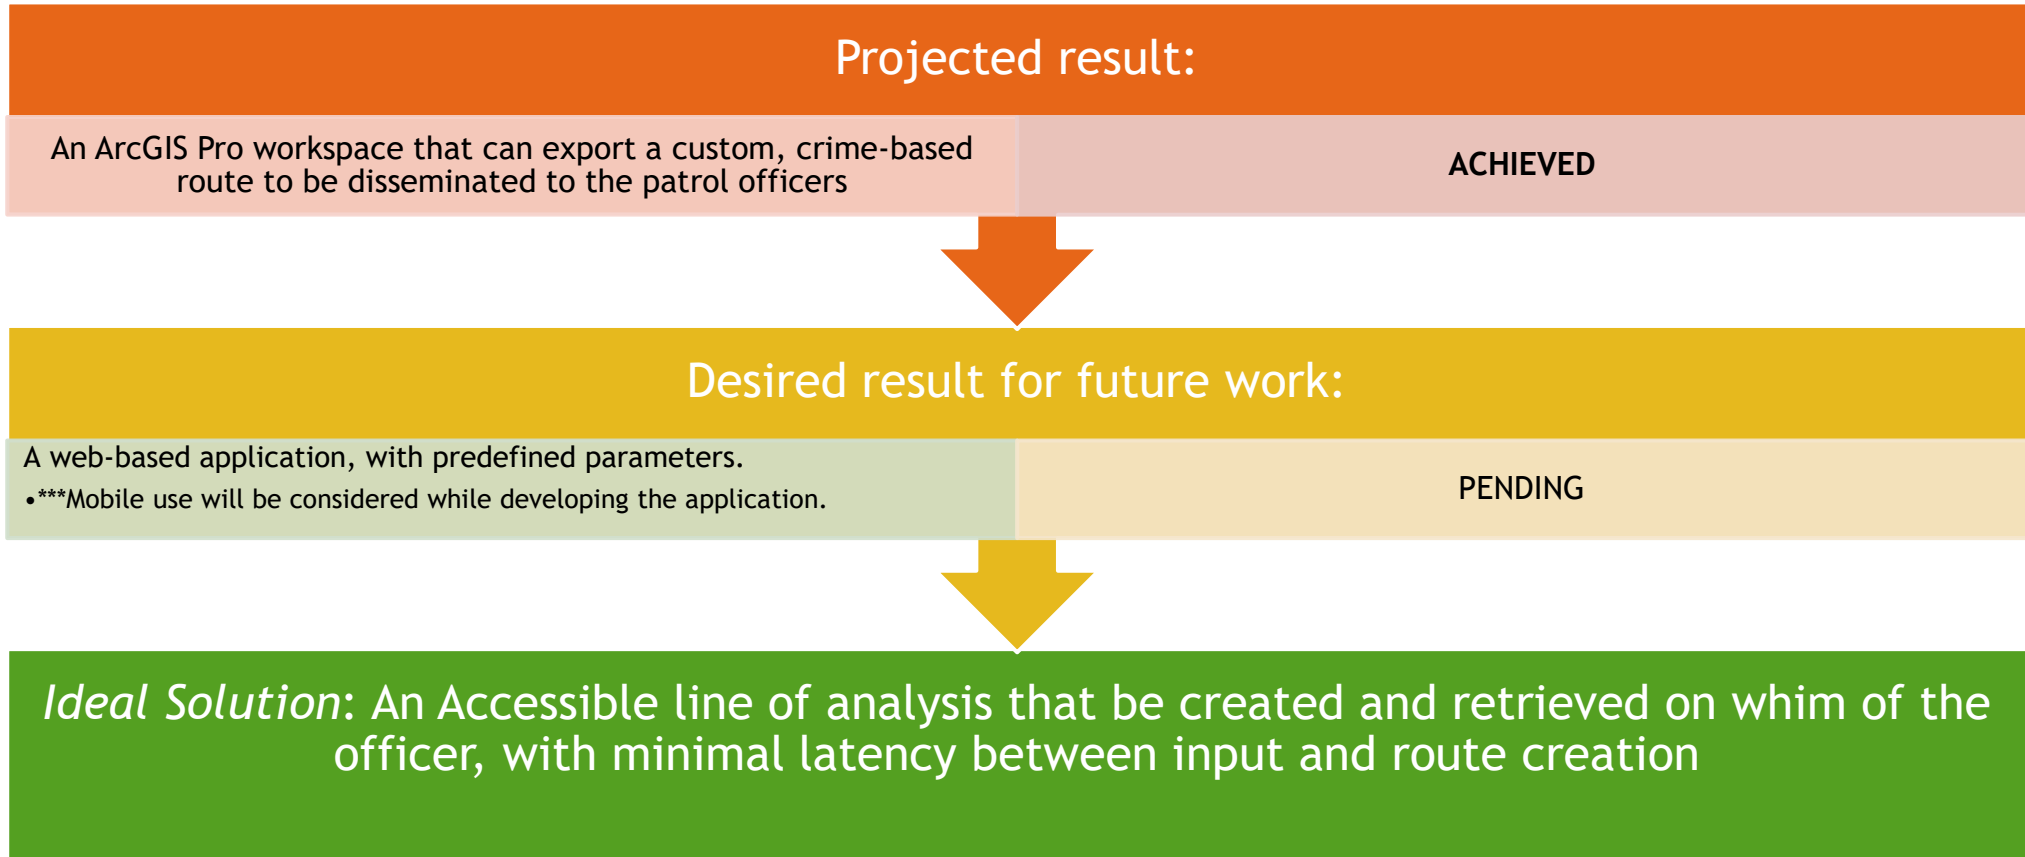 Projected result:
An ArcGIS Pro workspace that can export a custom, crime-based
route to be disseminated to the patrol officers
ACHIEVED
Desired result for future work:
A web-based application, with predefined parameters.
•***Mobile use will be considered while developing the application.
PENDING
Ideal Solution: An Accessible line of analysis that be created and retrieved on whim of the
officer, with minimal latency between input and route creation